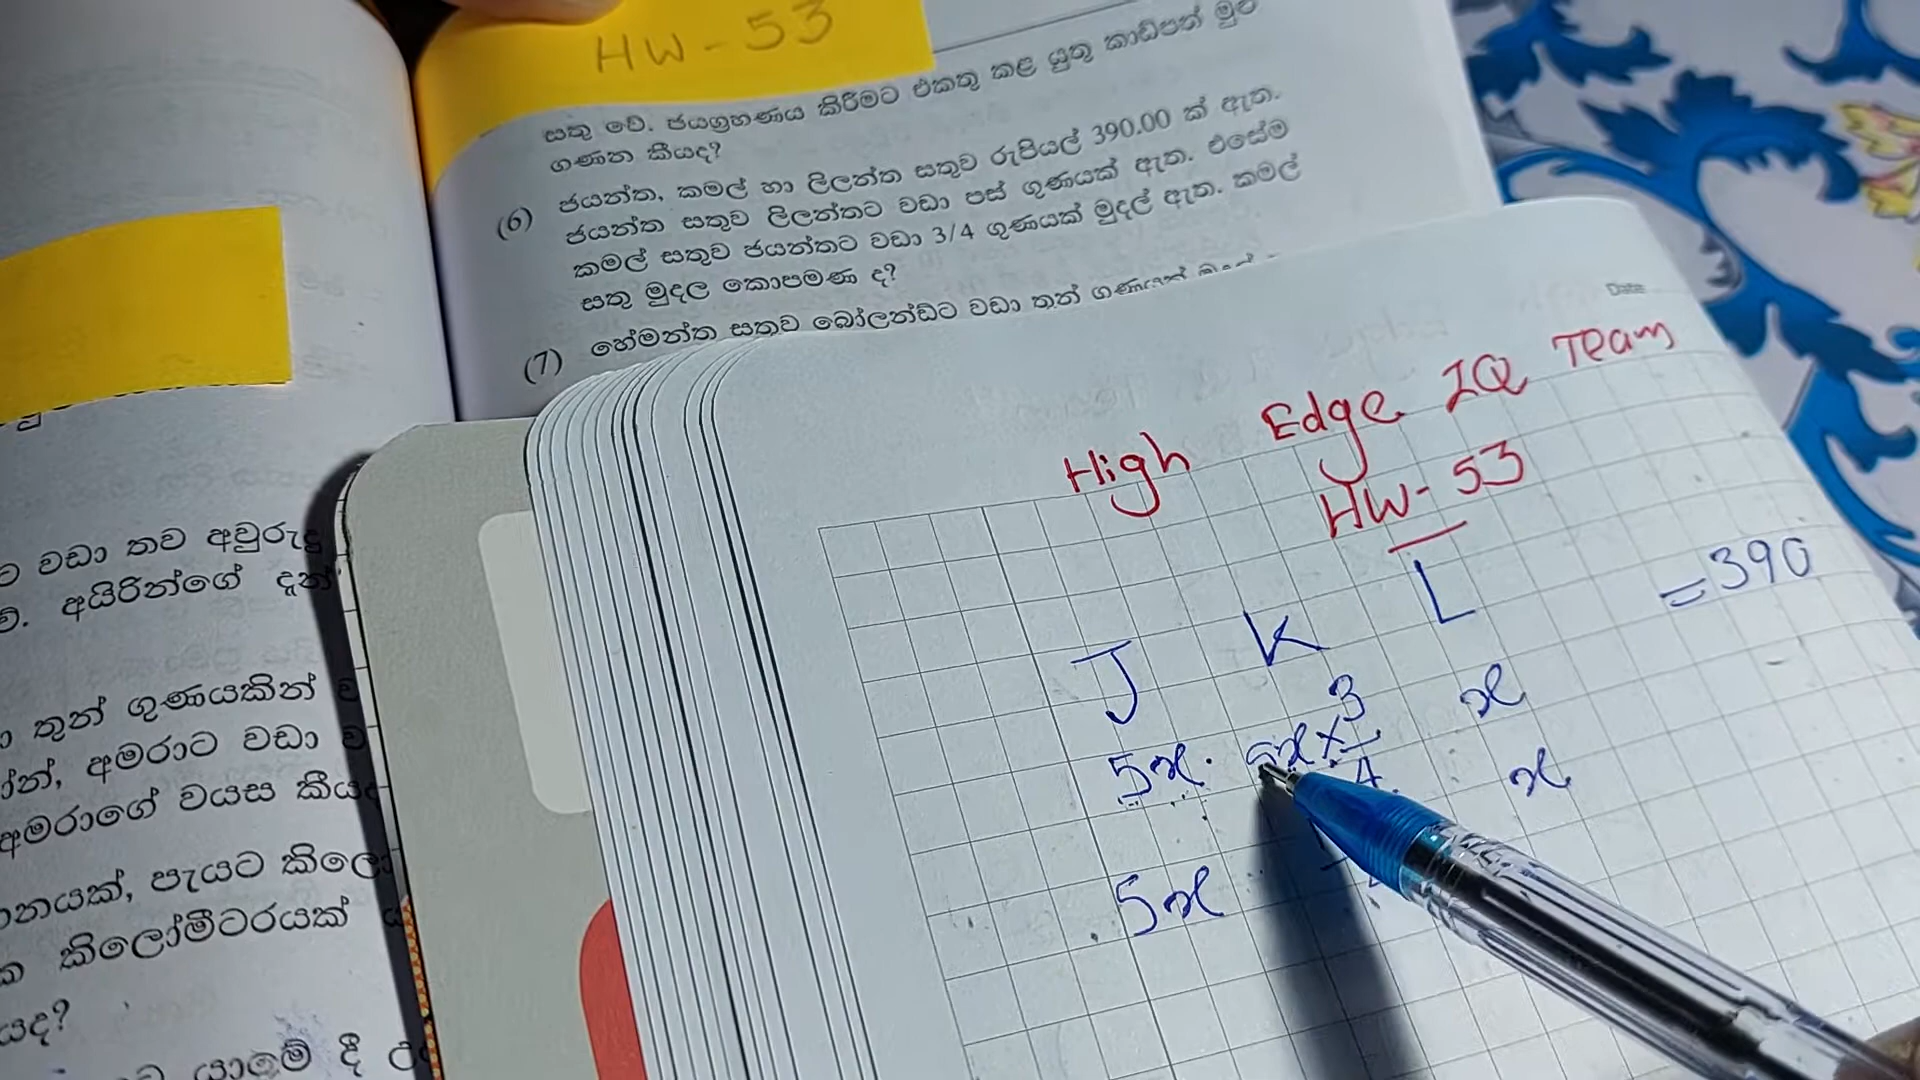 HW-53
සතු වේ. ජයග්‍රහණය කිරීමට එකතු කළ යුතු කාඩ්පත් මුළු
ගණන කීයද?
(6) ජයන්ත, කමල් හා ලිලන්ත සතුව රුපියල් 390.00 ක් ඇත.
ජයන්ත සතුව ලිලන්තට වඩා පස් ගුණයක් ඇත. එසේම
කමල් සතුව ජයන්තට වඩා 3/4 ගුණයක් මුදල් ඇත. කමල්
සතු මුදල කොපමණ ද?
(7) හේමන්ත සතුව බෝලන්ඩ්ට වඩා තුන් ගුණයක්
ට වඩා තව අවුරුදු
අයිරින්ගේ දැන්
තුන් ගුණයකින්
අමරාට වඩා
අමරාගේ වයස කීයද
පැයට කිලෝ
කිලෝමීටරයක්
යද?
යාමේ දී
Date
High Edge IQ Team
HW-53
J K L =390
5x 5x × 3/4 x
5x x